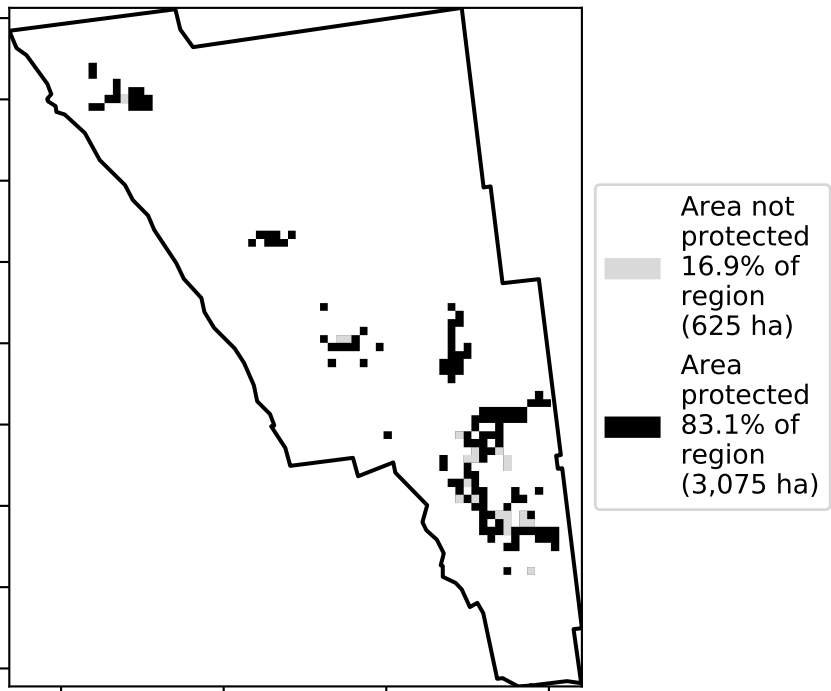 Area not
protected
16.9% of
region
(625 ha)
Area
protected
83.1% of
region
(3,075 ha)